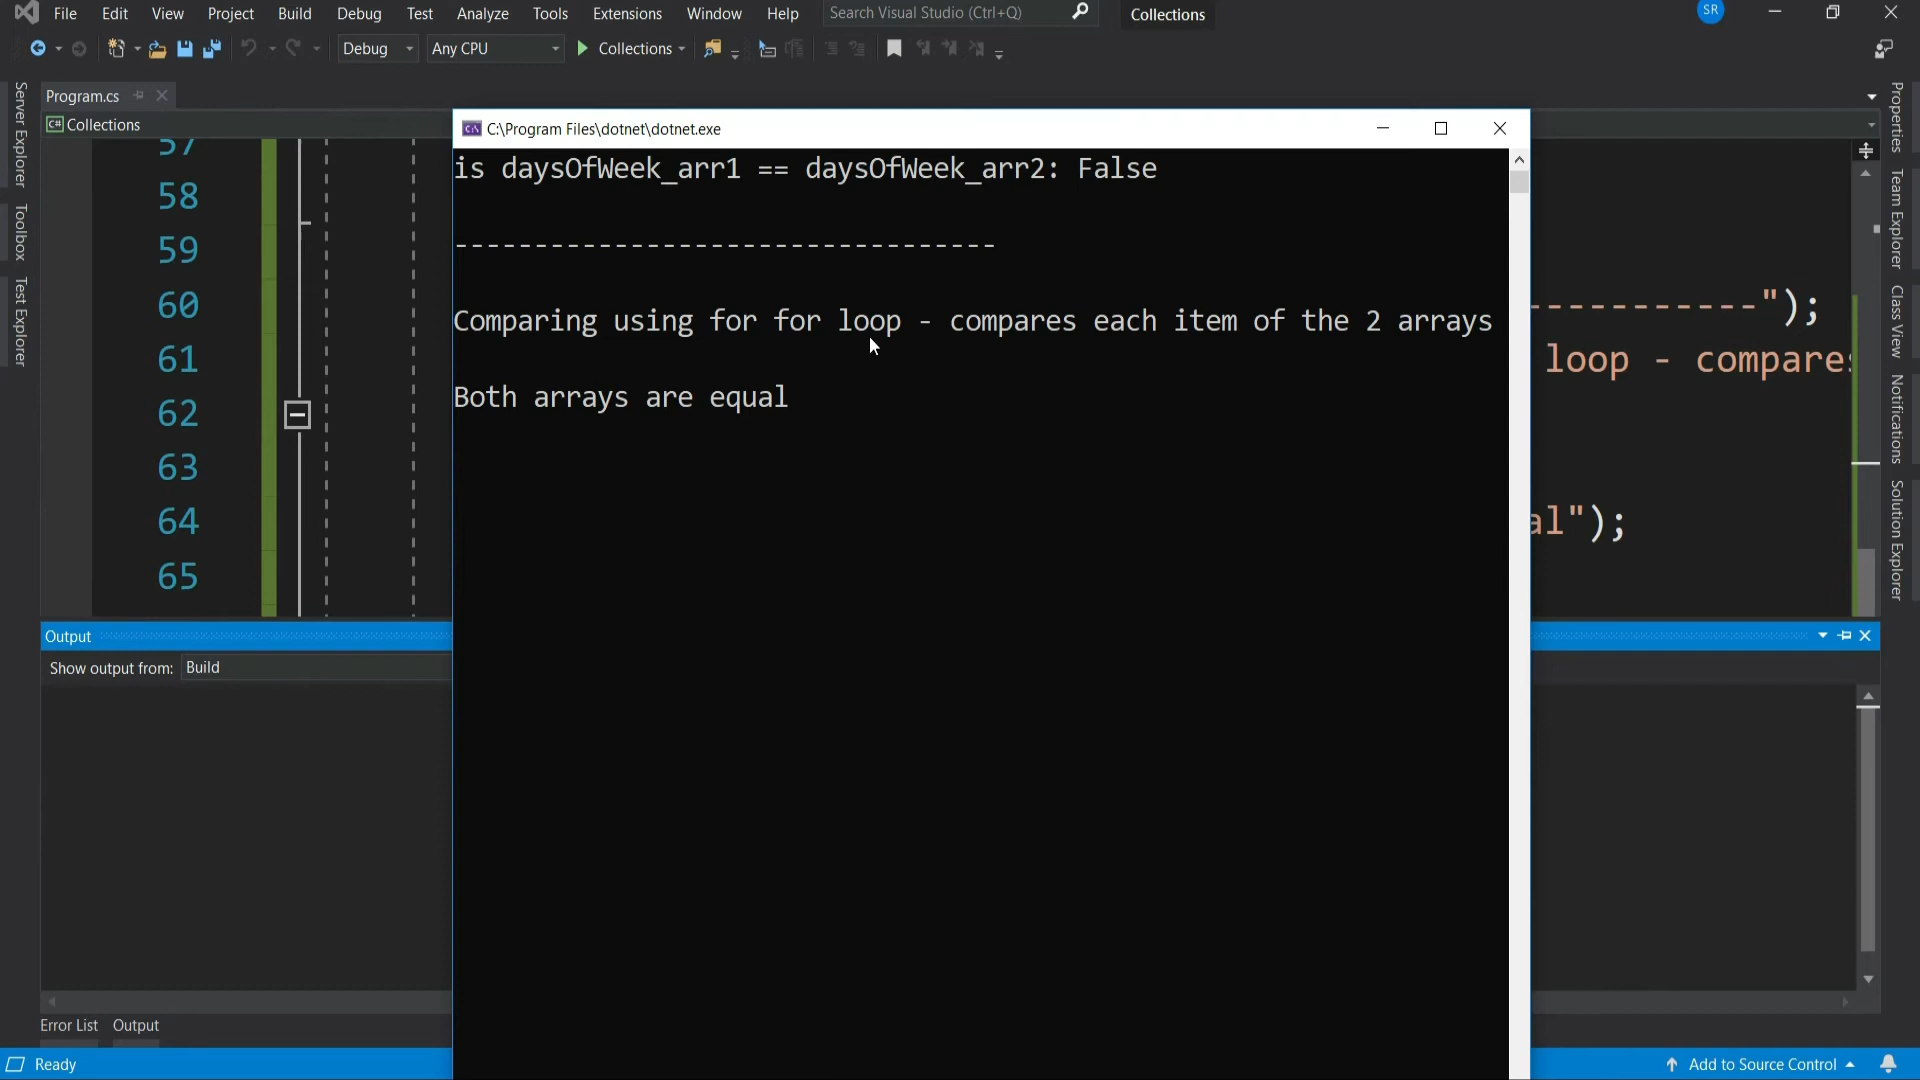 File Edit View Project Build Debug Test Analyze Tools Extensions Window Help Search Visual Studio (Ctrl+Q) Collections SR
Debug Any CPU Collections
Program.cs
C# Collections
Server Explorer
Toolbox
Test Explorer
57
58
59
60
61
62
63
64
65
C:\Program Files\dotnet\dotnet.exe
is daysOfWeek_arr1 == daysOfWeek_arr2: False
----------------------------------
Comparing using for for loop - compares each item of the 2 arrays
Both arrays are equal
-----------");
loop - compare
al");
Properties
Team Explorer
Class View
Notifications
Solution Explorer
Output
Show output from: Build
Error List Output
Ready Add to Source Control